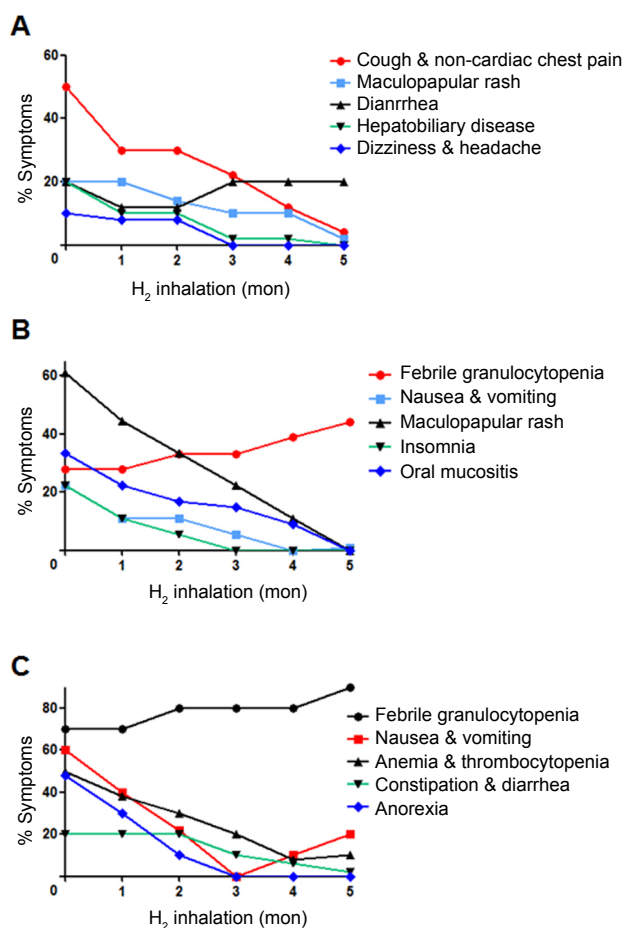 A
60
40
20
0
% Symptoms
1 2 3 4 5
H₂ inhalation (mon)
Cough & non-cardiac chest pain
Maculopapular rash
Dianrrhea
Hepatobiliary disease
Dizziness & headache
B
60
40
20
0
% Symptoms
1 2 3 4 5
H₂ inhalation (mon)
Febrile granulocytopenia
Nausea & vomiting
Maculopapular rash
Insomnia
Oral mucositis
C
80
60
40
20
0
% Symptoms
1 2 3 4 5
H₂ inhalation (mon)
Febrile granulocytopenia
Nausea & vomiting
Anemia & thrombocytopenia
Constipation & diarrhea
Anorexia